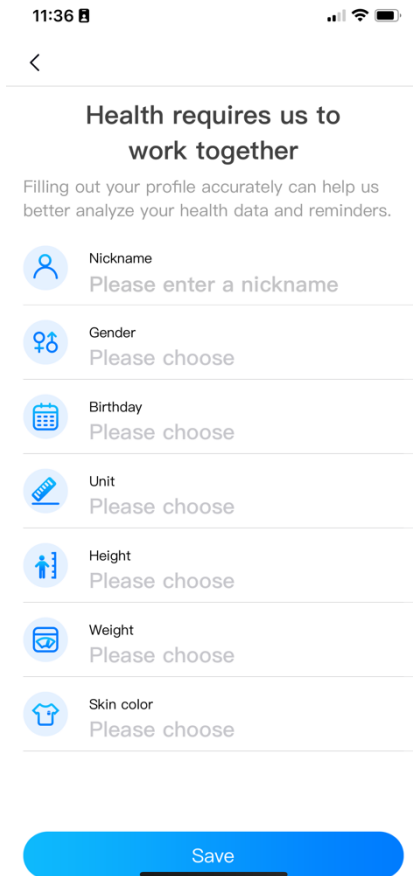 11:36
Health requires us to
work together
Filling out your profile accurately can help us
better analyze your health data and reminders.
Nickname
Please enter a nickname
Gender
Please choose
Birthday
Please choose
Unit
Please choose
Height
Please choose
Weight
Please choose
Skin color
Please choose
Save